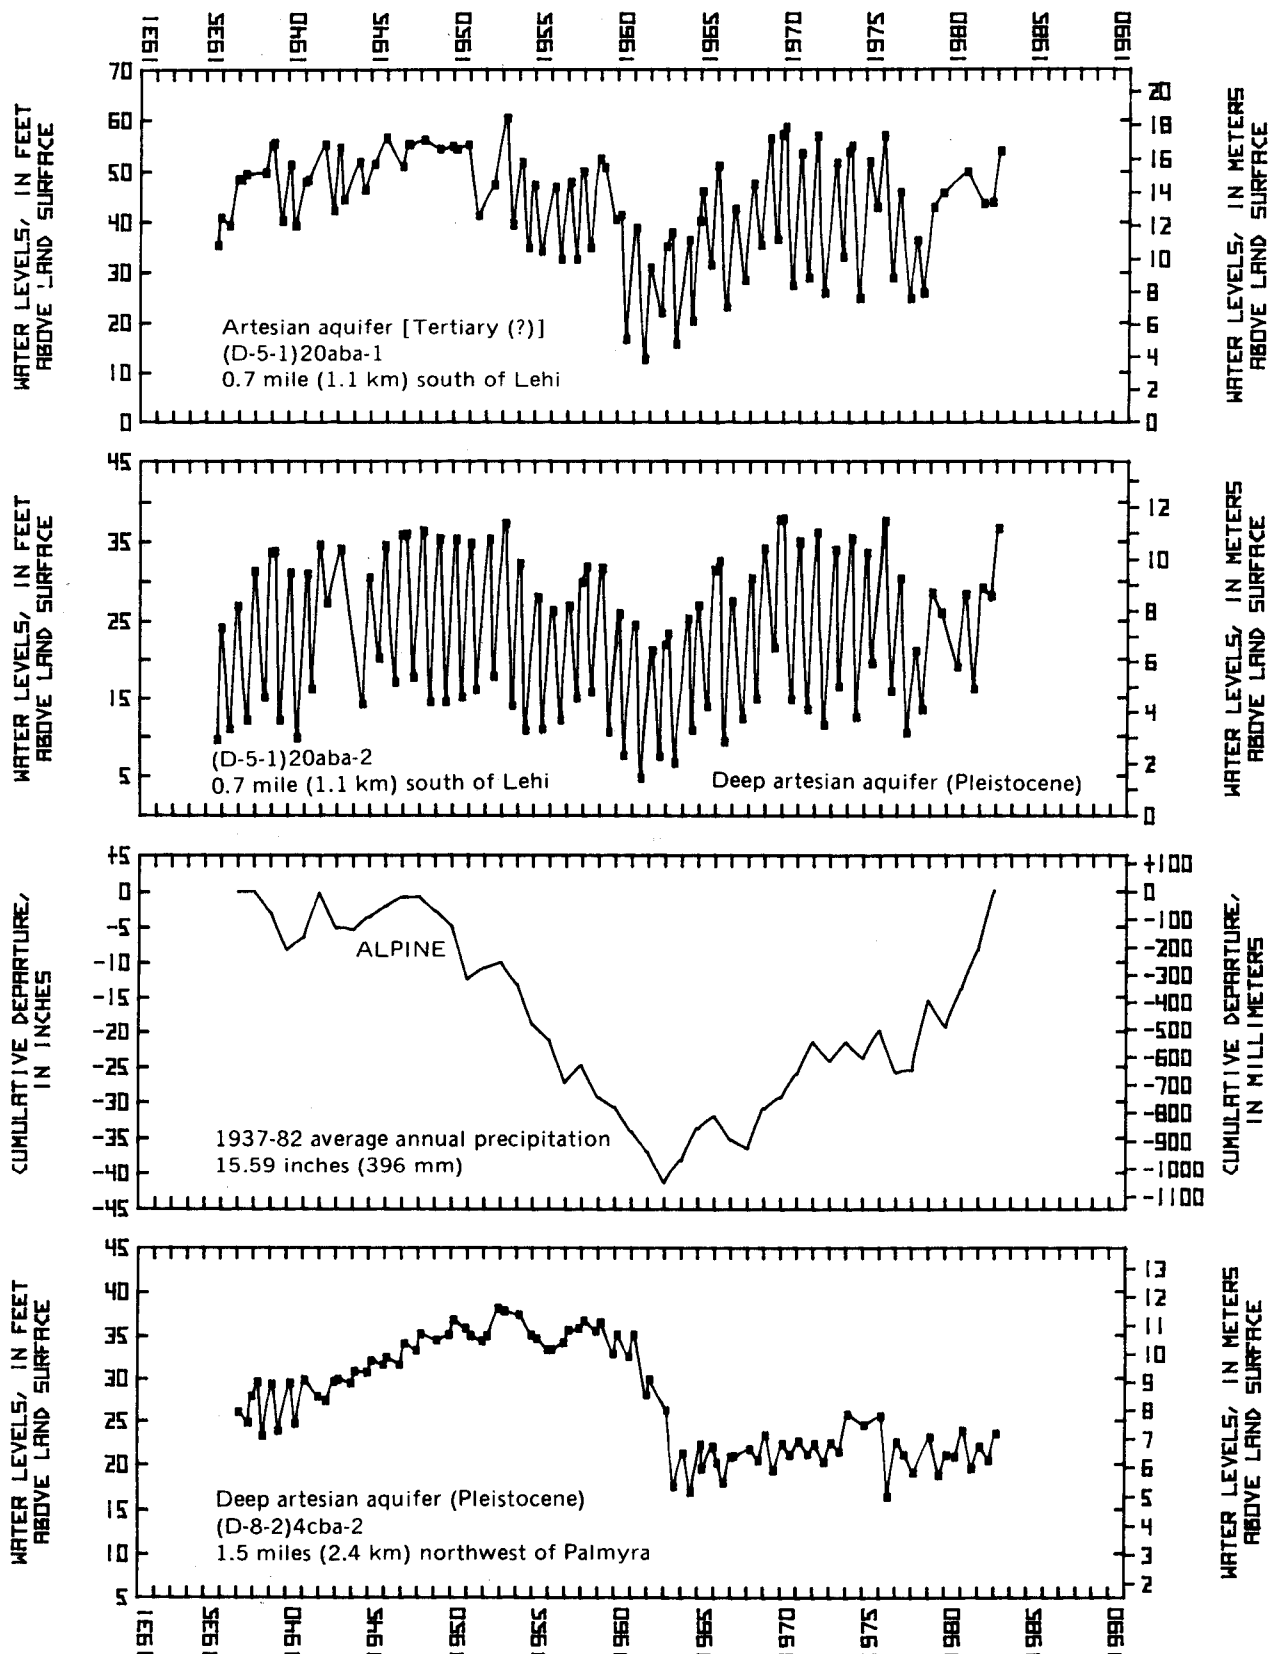 1931 1935 1940 1945 1950 1955 1960 1965 1970 1975 1980 1985 1990
WATER LEVELS, IN FEET
ABOVE LAND SURFACE
70
60
50
40
30
20
10
0
Artesian aquifer [Tertiary (?)]
(D-5-1)20aba-1
0.7 mile (1.1 km) south of Lehi
20
18
16
14
12
10
8
6
4
2
0
WATER LEVELS, IN METERS
ABOVE LAND SURFACE
WATER LEVELS, IN FEET
ABOVE LAND SURFACE
45
35
25
15
5
(D-5-1)20aba-2
0.7 mile (1.1 km) south of Lehi
Deep artesian aquifer (Pleistocene)
12
10
8
6
4
2
0
WATER LEVELS, IN METERS
ABOVE LAND SURFACE
CUMULATIVE DEPARTURE,
IN INCHES
+5
0
-5
-10
-15
-20
-25
-30
-35
-40
-45
ALPINE
1937-82 average annual precipitation
15.59 inches (396 mm)
+100
0
-100
-200
-300
-400
-500
-600
-700
-800
-900
-1000
-1100
CUMULATIVE DEPARTURE,
IN MILLIMETERS
WATER LEVELS, IN FEET
ABOVE LAND SURFACE
45
40
35
30
25
20
15
10
5
Deep artesian aquifer (Pleistocene)
(D-8-2)4cba-2
1.5 miles (2.4 km) northwest of Palmyra
13
12
11
10
9
8
7
6
5
4
3
2
WATER LEVELS, IN METERS
ABOVE LAND SURFACE
1931 1935 1940 1945 1950 1955 1960 1965 1970 1975 1980 1985 1990